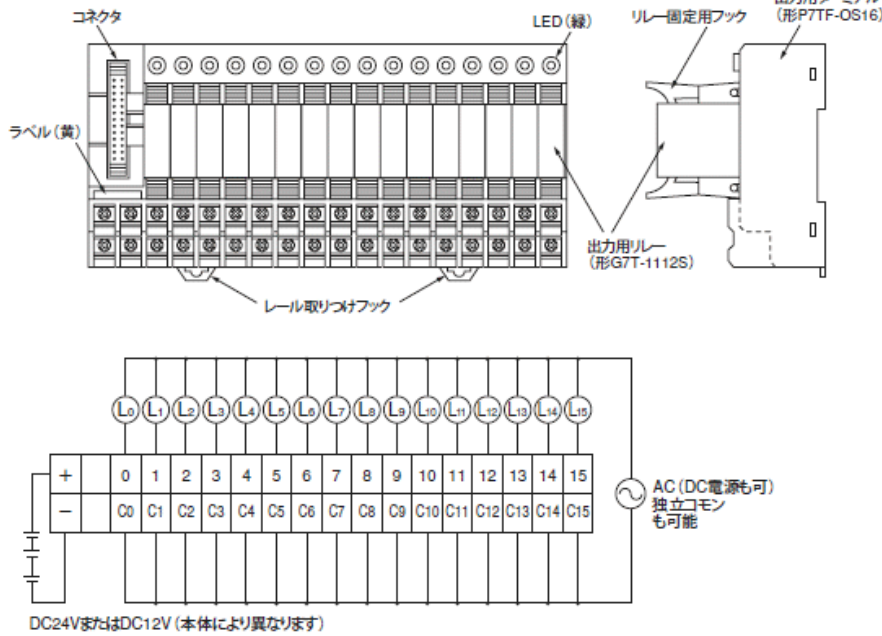 コネクタ
LED(緑)
リレー固定用フック
(形P7TF-OS16)
ラベル(黄)
出力用リレー
(形G7T-1112S)
レール取りつけフック
L0 L1 L2 L3 L4 L5 L6 L7 L8 L9 L10 L11 L12 L13 L14 L15
+ 0 1 2 3 4 5 6 7 8 9 10 11 12 13 14 15
− C0 C1 C2 C3 C4 C5 C6 C7 C8 C9 C10 C11 C12 C13 C14 C15
AC(DC電源も可)
独立コモン
も可能
DC24VまたはDC12V(本体により異なります)